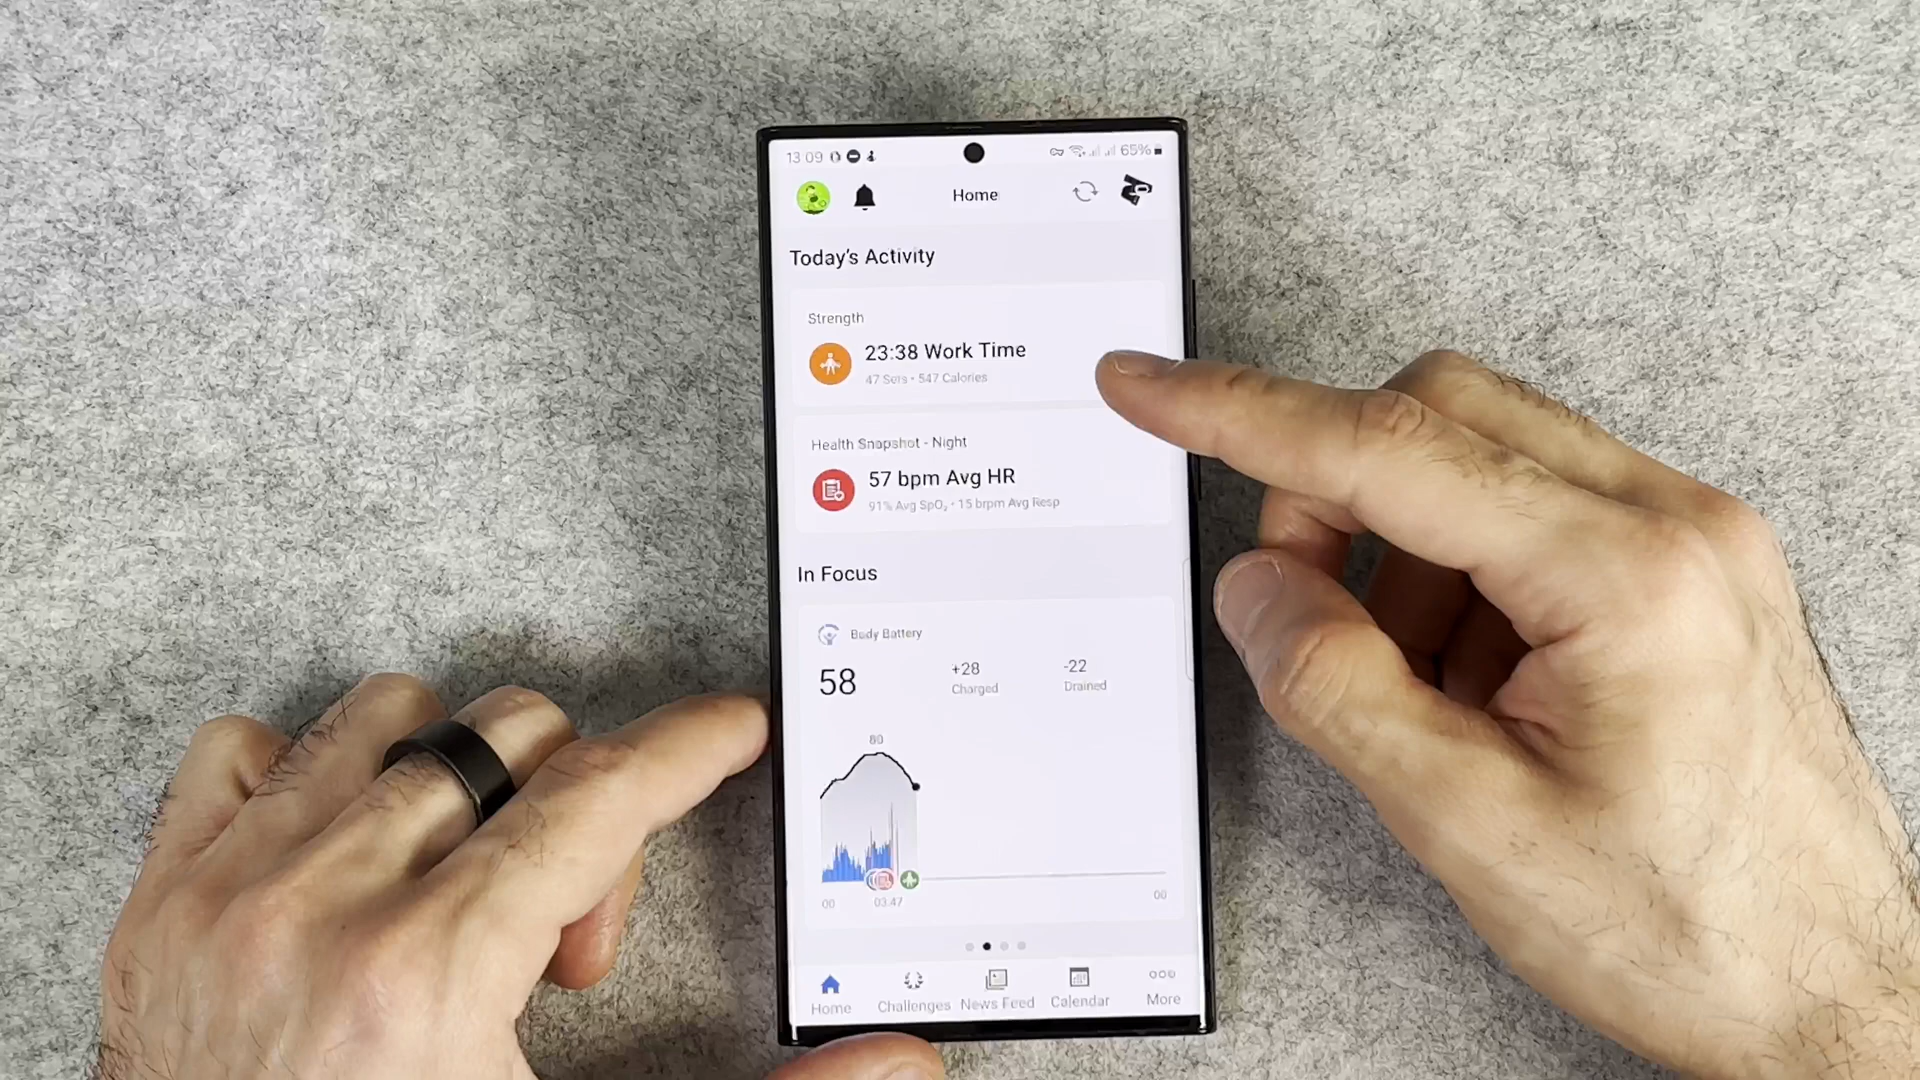 13 09 65%
Home
Today's Activity
Strength
23:38 Work Time
47 Sets • 547 Calories
Health Snapshot - Night
57 bpm Avg HR
91% Avg SpO₂ • 15 brpm Avg Resp
In Focus
Body Battery
58 +28 -22
Charged Drained
80
00 03.47 00
Home Challenges News Feed Calendar More